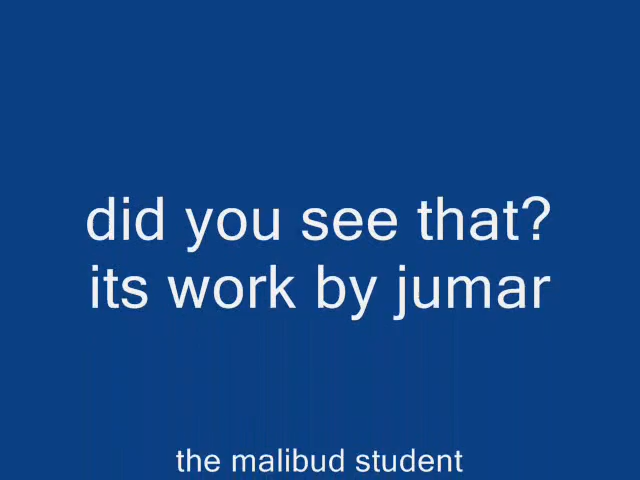 did you see that?
its work by jumar
the malibud student